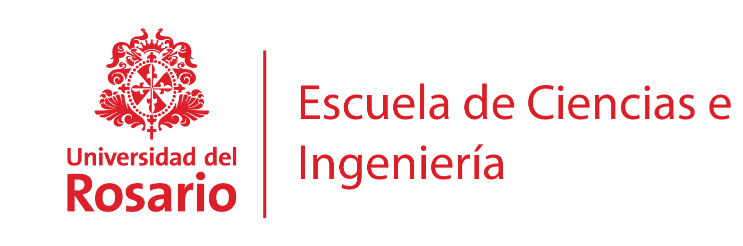 Universidad del
Rosario
Escuela de Ciencias e
Ingeniería